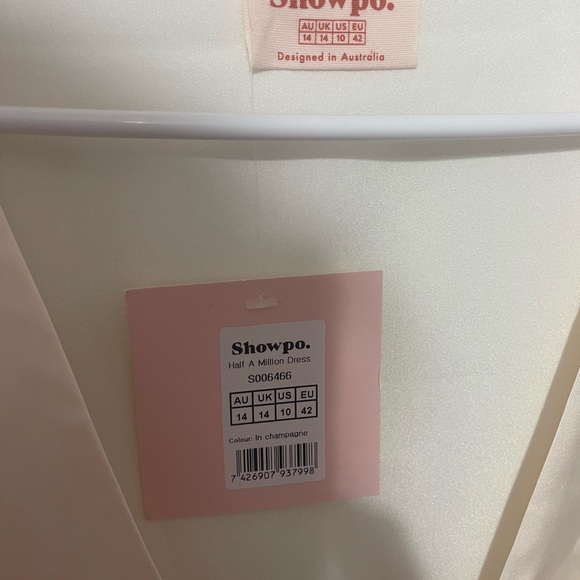 Showpo.
AU UK US EU
14 14 10 42
Designed in Australia
Showpo.
Half A Million Dress
S006466
AU UK US EU
14 14 10 42
Colour: In champagne
7 426907 937998